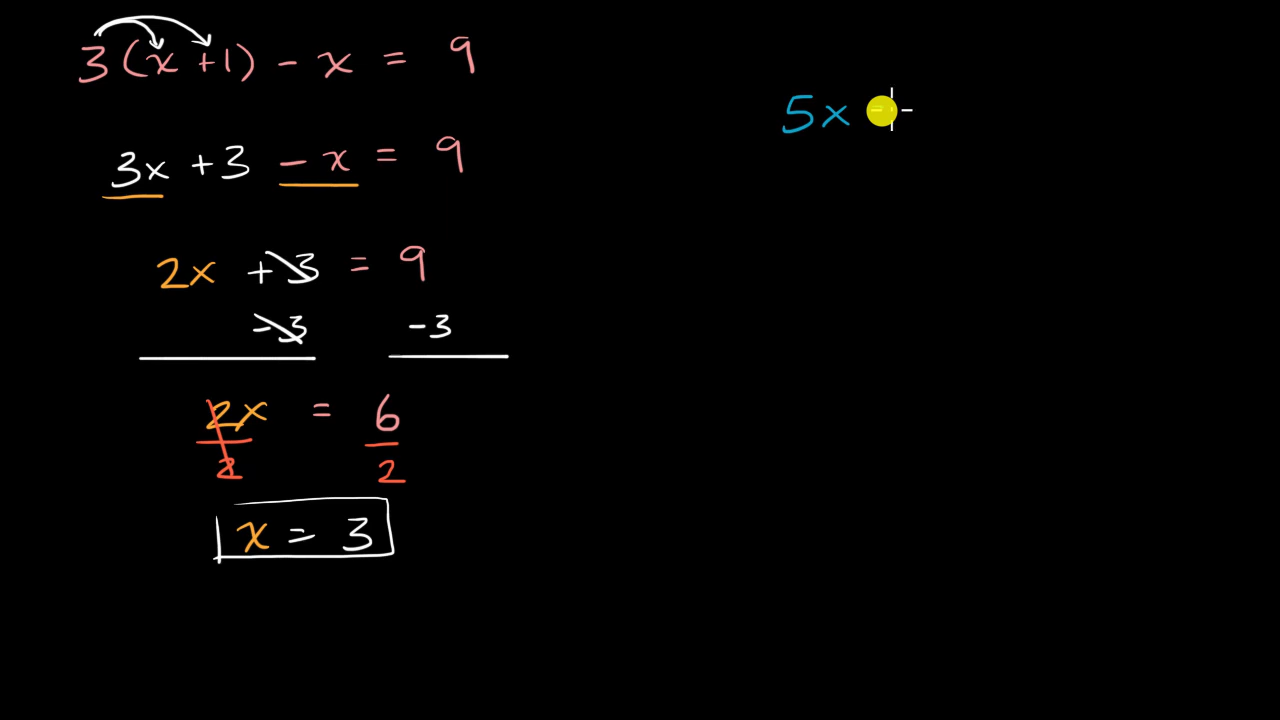 3(x+1) - x = 9
3x + 3 - x = 9
2x + 3 = 9
- 3 - 3
2x = 6
2 2
x = 3
5x